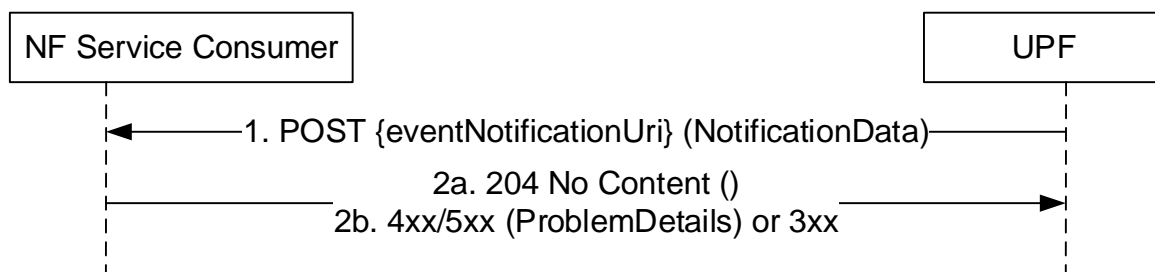 NF Service Consumer
UPF
1. POST {eventNotificationUri} (NotificationData)
2a. 204 No Content ()
2b. 4xx/5xx (ProblemDetails) or 3xx